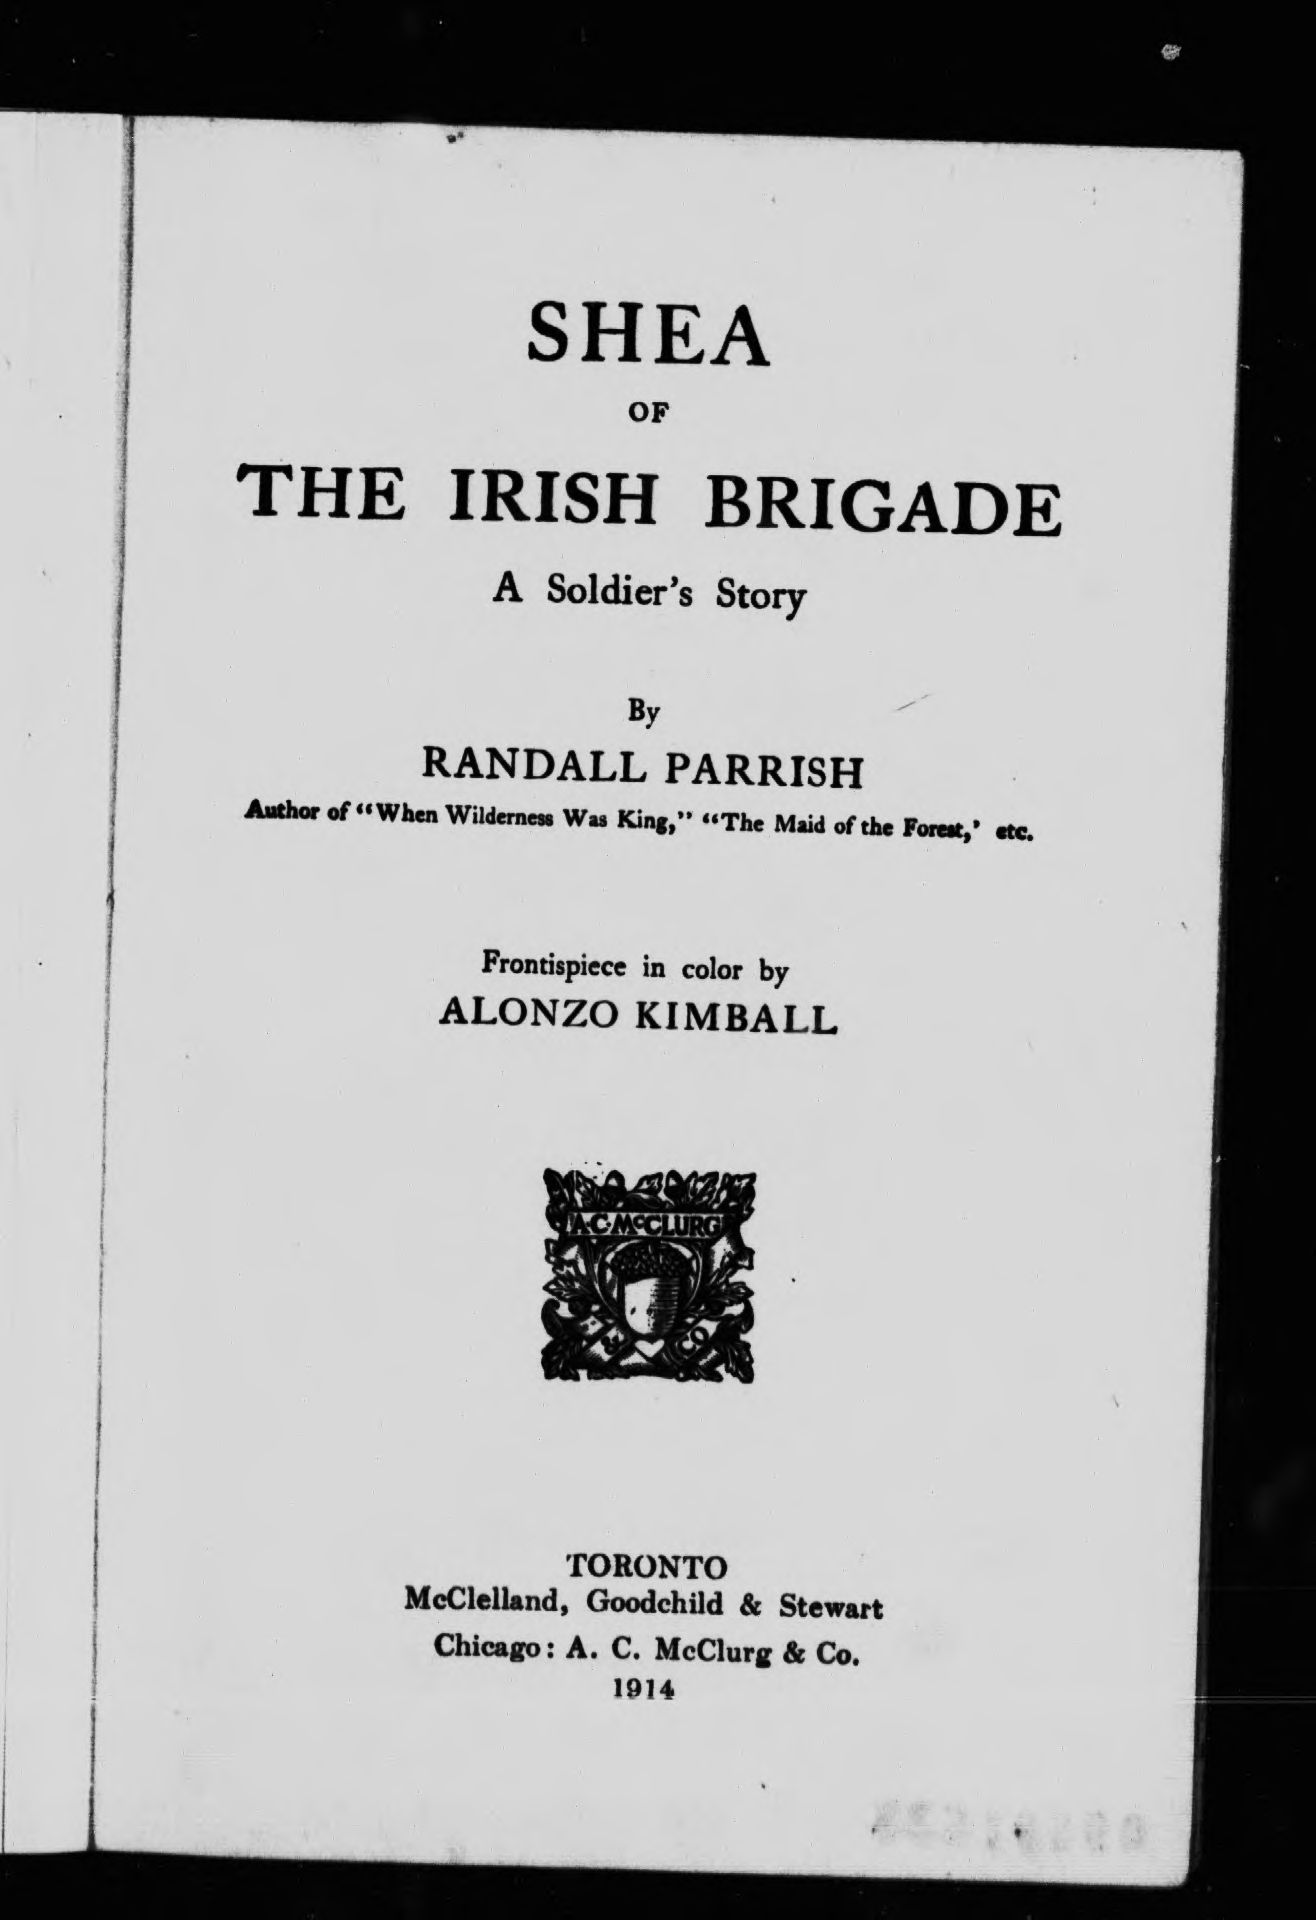 SHEA
OF
THE IRISH BRIGADE
A Soldier's Story
By
RANDALL PARRISH
Author of "When Wilderness Was King," "The Maid of the Forest,' etc.
Frontispiece in color by
ALONZO KIMBALL
A·C·McCLURG
& CO
TORONTO
McClelland, Goodchild & Stewart
Chicago: A. C. McClurg & Co.
1914